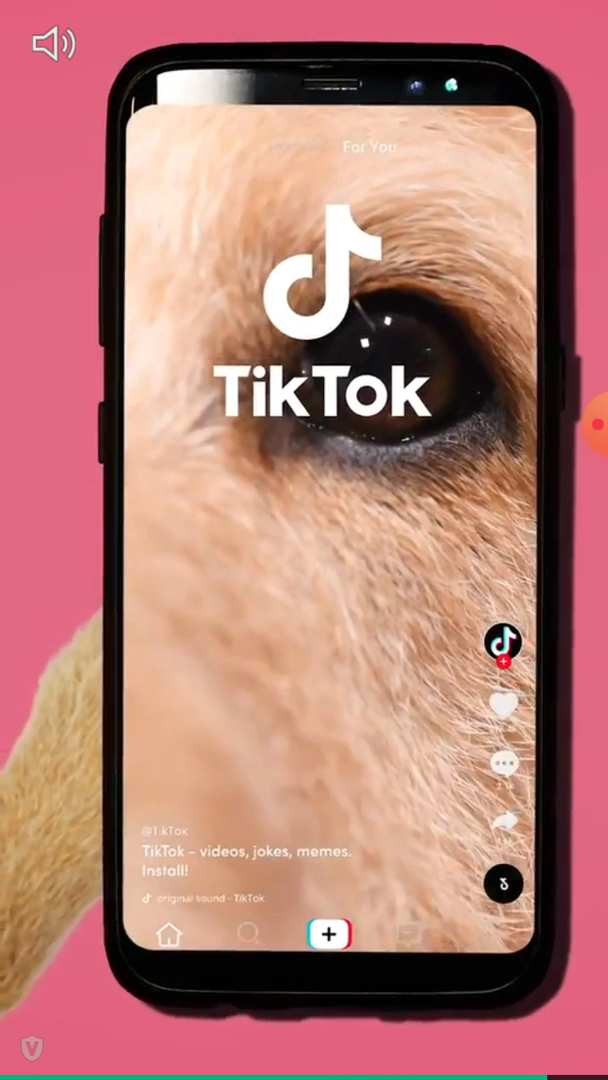 For You
TikTok
@TikTok
TikTok - videos, jokes, memes.
Install!
original sound - TikTok